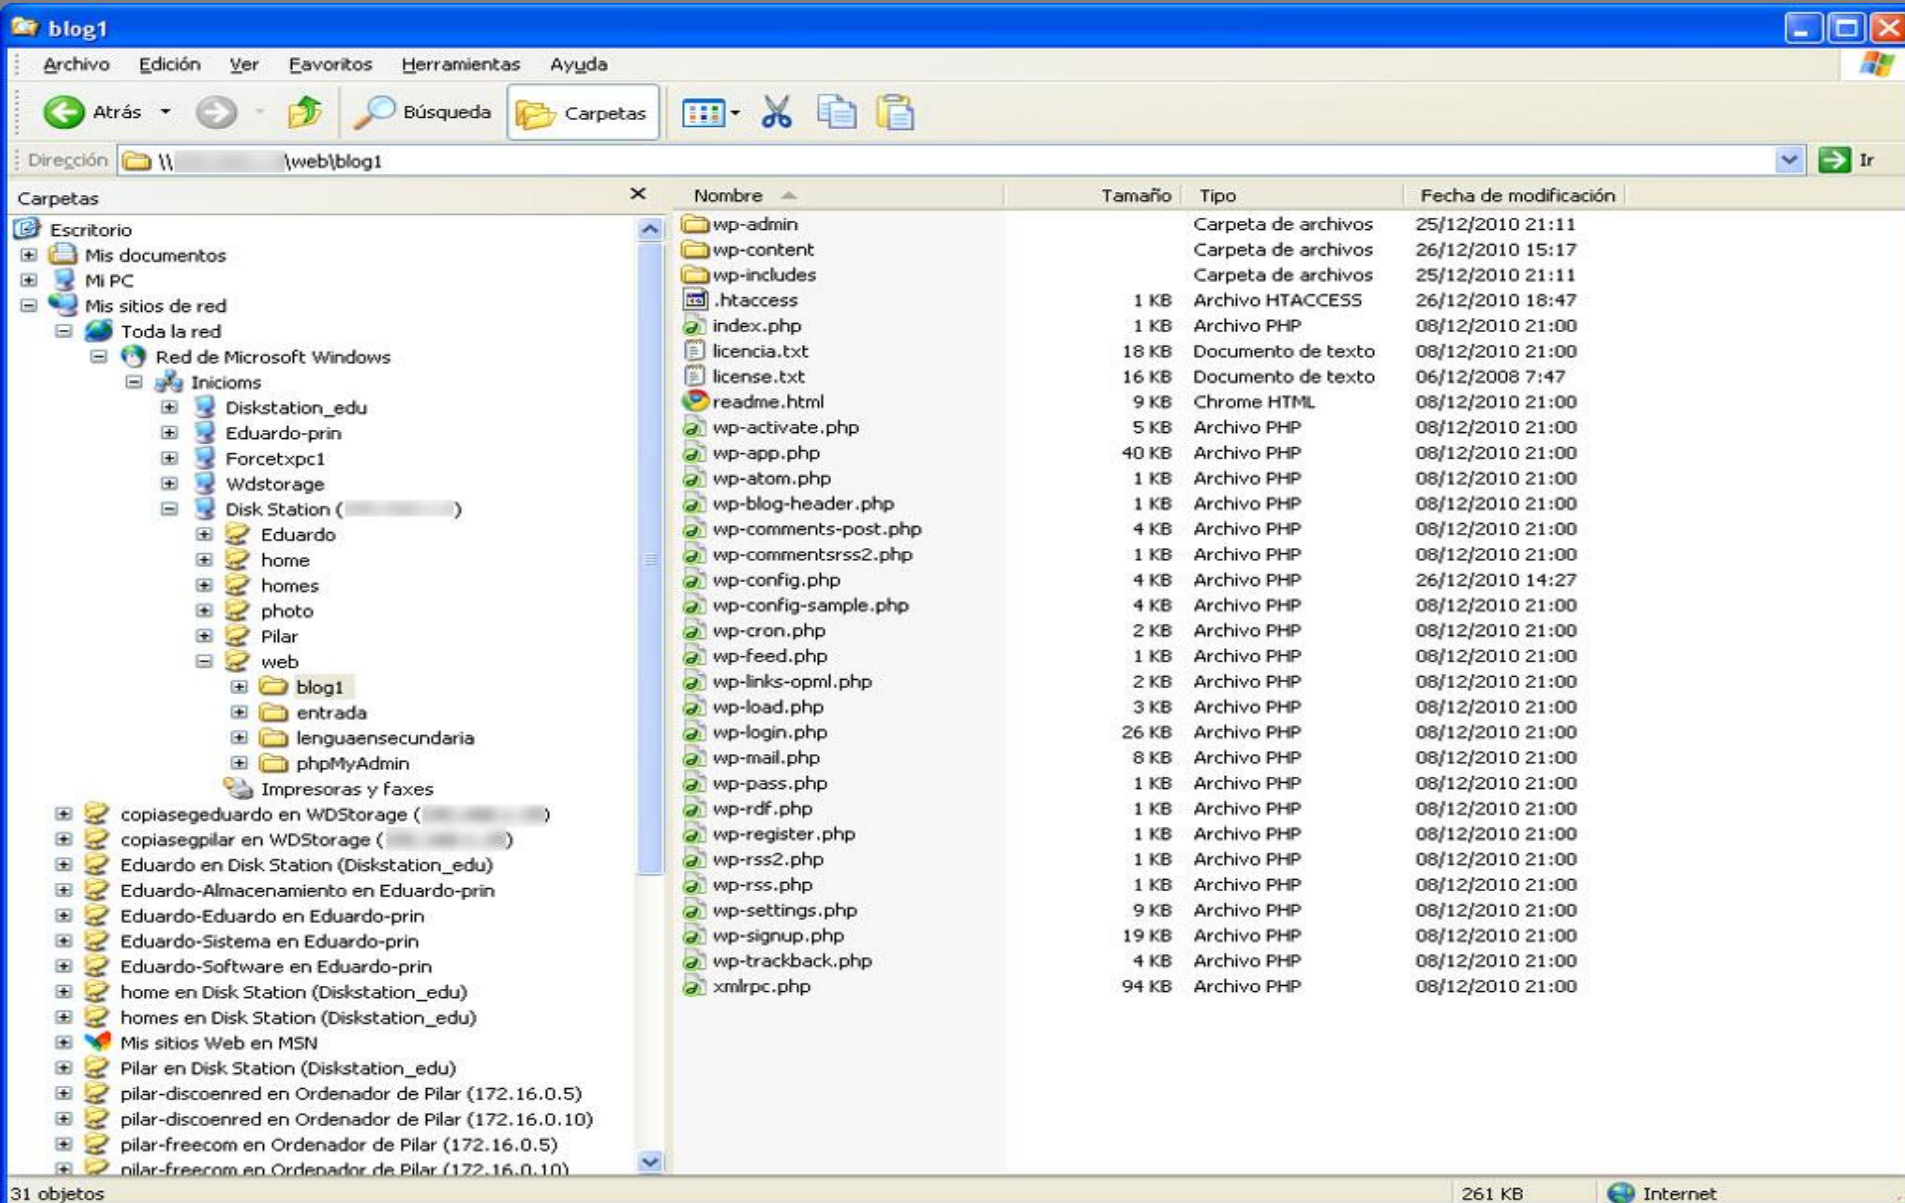 blog1
Archivo Edición Ver Favoritos Herramientas Ayuda
Atrás Búsqueda Carpetas
Dirección \\ \web\blog1 Ir
Carpetas
Escritorio
Mis documentos
Mi PC
Mis sitios de red
Toda la red
Red de Microsoft Windows
Inicioms
Diskstation_edu
Eduardo-prin
Forcetxpc1
Wdstorage
Disk Station ( )
Eduardo
home
homes
photo
Pilar
web
blog1
entrada
lenguaensecundaria
phpMyAdmin
Impresoras y faxes
copiasegeduardo en WDStorage ( )
copiasegpilar en WDStorage ( )
Eduardo en Disk Station (Diskstation_edu)
Eduardo-Almacenamiento en Eduardo-prin
Eduardo-Eduardo en Eduardo-prin
Eduardo-Sistema en Eduardo-prin
Eduardo-Software en Eduardo-prin
home en Disk Station (Diskstation_edu)
homes en Disk Station (Diskstation_edu)
Mis sitios Web en MSN
Pilar en Disk Station (Diskstation_edu)
pilar-discoenred en Ordenador de Pilar (172.16.0.5)
pilar-discoenred en Ordenador de Pilar (172.16.0.10)
pilar-freecom en Ordenador de Pilar (172.16.0.5)
pilar-freecom en Ordenador de Pilar (172.16.0.10)
Nombre Tamaño Tipo Fecha de modificación
wp-admin Carpeta de archivos 25/12/2010 21:11
wp-content Carpeta de archivos 26/12/2010 15:17
wp-includes Carpeta de archivos 25/12/2010 21:11
.htaccess 1 KB Archivo HTACCESS 26/12/2010 18:47
index.php 1 KB Archivo PHP 08/12/2010 21:00
licencia.txt 18 KB Documento de texto 08/12/2010 21:00
license.txt 16 KB Documento de texto 06/12/2008 7:47
readme.html 9 KB Chrome HTML 08/12/2010 21:00
wp-activate.php 5 KB Archivo PHP 08/12/2010 21:00
wp-app.php 40 KB Archivo PHP 08/12/2010 21:00
wp-atom.php 1 KB Archivo PHP 08/12/2010 21:00
wp-blog-header.php 1 KB Archivo PHP 08/12/2010 21:00
wp-comments-post.php 4 KB Archivo PHP 08/12/2010 21:00
wp-commentsrss2.php 1 KB Archivo PHP 08/12/2010 21:00
wp-config.php 4 KB Archivo PHP 26/12/2010 14:27
wp-config-sample.php 4 KB Archivo PHP 08/12/2010 21:00
wp-cron.php 2 KB Archivo PHP 08/12/2010 21:00
wp-feed.php 1 KB Archivo PHP 08/12/2010 21:00
wp-links-opml.php 2 KB Archivo PHP 08/12/2010 21:00
wp-load.php 3 KB Archivo PHP 08/12/2010 21:00
wp-login.php 26 KB Archivo PHP 08/12/2010 21:00
wp-mail.php 8 KB Archivo PHP 08/12/2010 21:00
wp-pass.php 1 KB Archivo PHP 08/12/2010 21:00
wp-rdf.php 1 KB Archivo PHP 08/12/2010 21:00
wp-register.php 1 KB Archivo PHP 08/12/2010 21:00
wp-rss2.php 1 KB Archivo PHP 08/12/2010 21:00
wp-rss.php 1 KB Archivo PHP 08/12/2010 21:00
wp-settings.php 9 KB Archivo PHP 08/12/2010 21:00
wp-signup.php 19 KB Archivo PHP 08/12/2010 21:00
wp-trackback.php 4 KB Archivo PHP 08/12/2010 21:00
xmlrpc.php 94 KB Archivo PHP 08/12/2010 21:00
31 objetos 261 KB Internet